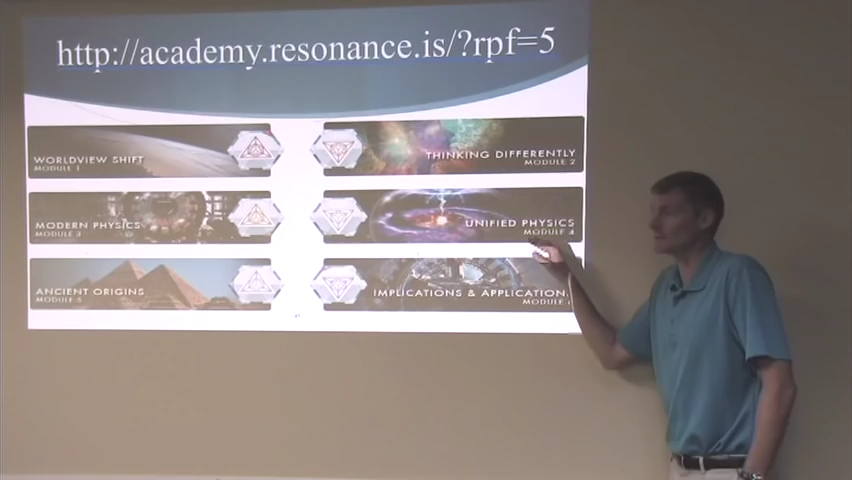 http://academy.resonance.is/?rpf=5
WORLDVIEW SHIFT
MODULE 1
THINKING DIFFERENTLY
MODULE 2
MODERN PHYSICS
MODULE 3
UNIFIED PHYSICS
MODULE 4
ANCIENT ORIGINS
MODULE 5
IMPLICATIONS & APPLICATION
MODULE